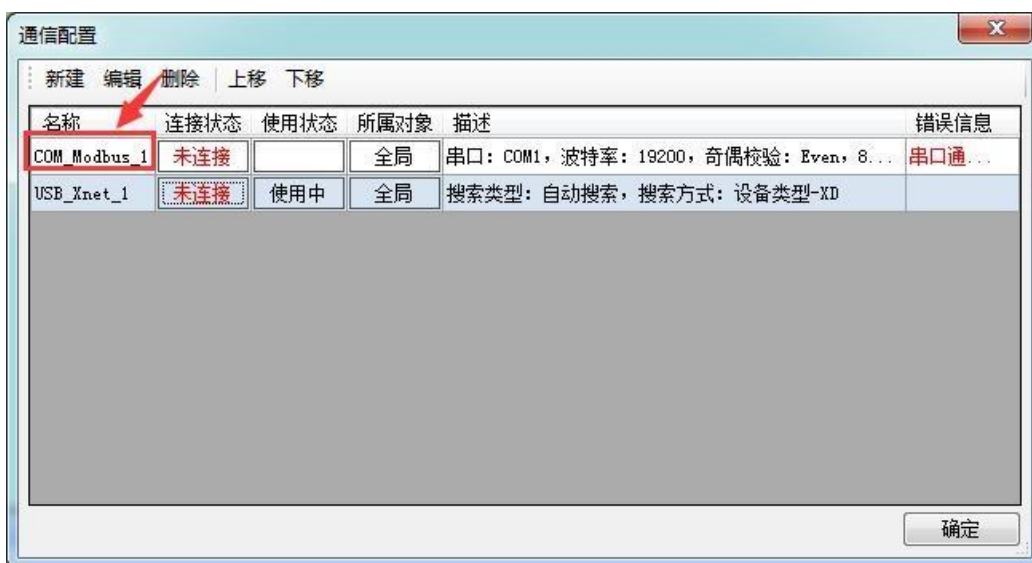 通信配置
新建 编辑 删除 上移 下移
名称 连接状态 使用状态 所属对象 描述 错误信息
COM_Modbus_1 未连接 全局 串口: COM1, 波特率: 19200, 奇偶校验: Even, 8... 串口通...
USB_Xnet_1 未连接 使用中 全局 搜索类型: 自动搜索, 搜索方式: 设备类型-XD
确定